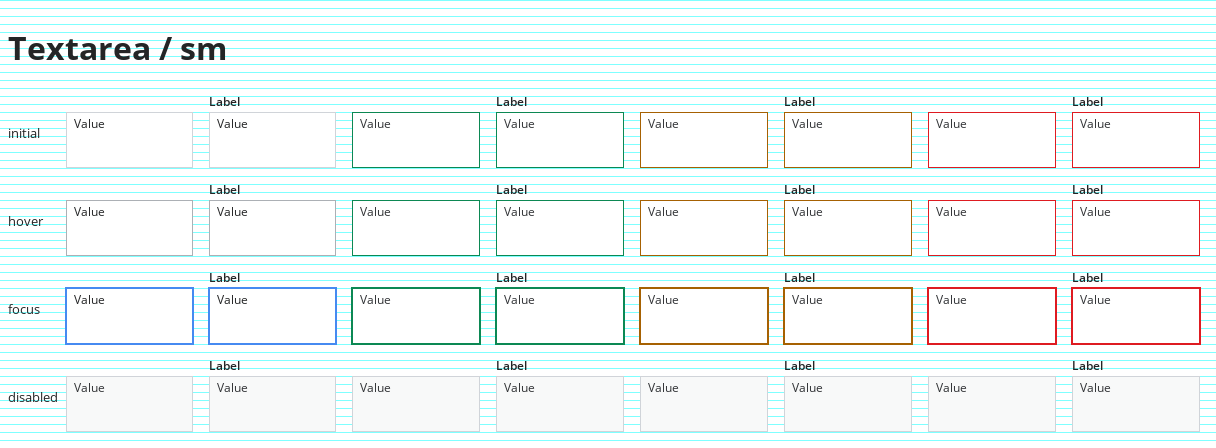 Textarea / sm
Label Label Label Label
initial Value Value Value Value Value Value Value Value
Label Label Label Label
hover Value Value Value Value Value Value Value Value
Label Label Label Label
focus Value Value Value Value Value Value Value Value
Label Label Label Label
disabled Value Value Value Value Value Value Value Value